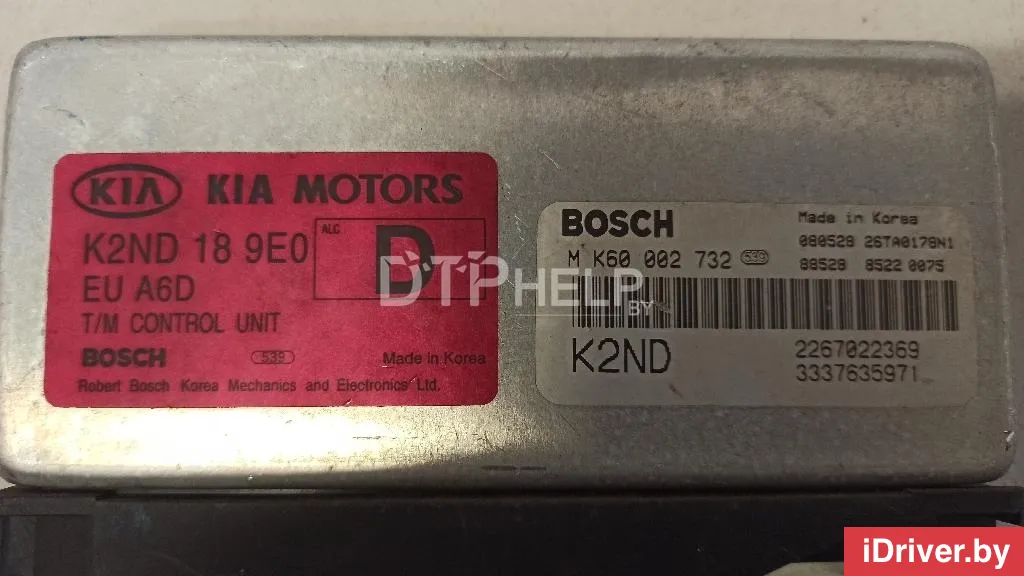 KIA KIA MOTORS
K2ND 18 9E0
ALC
D
EU A6D
T/M CONTROL UNIT
BOSCH 539 Made in Korea
Robert Bosch Korea Mechanics and Electronics Ltd.
BOSCH
Made in Korea
080528 26TA0178N1
M K60 002 732 539
88528 8522 0075
K2ND
2267022369
3337635971
DTPHELP
BY
iDriver.by